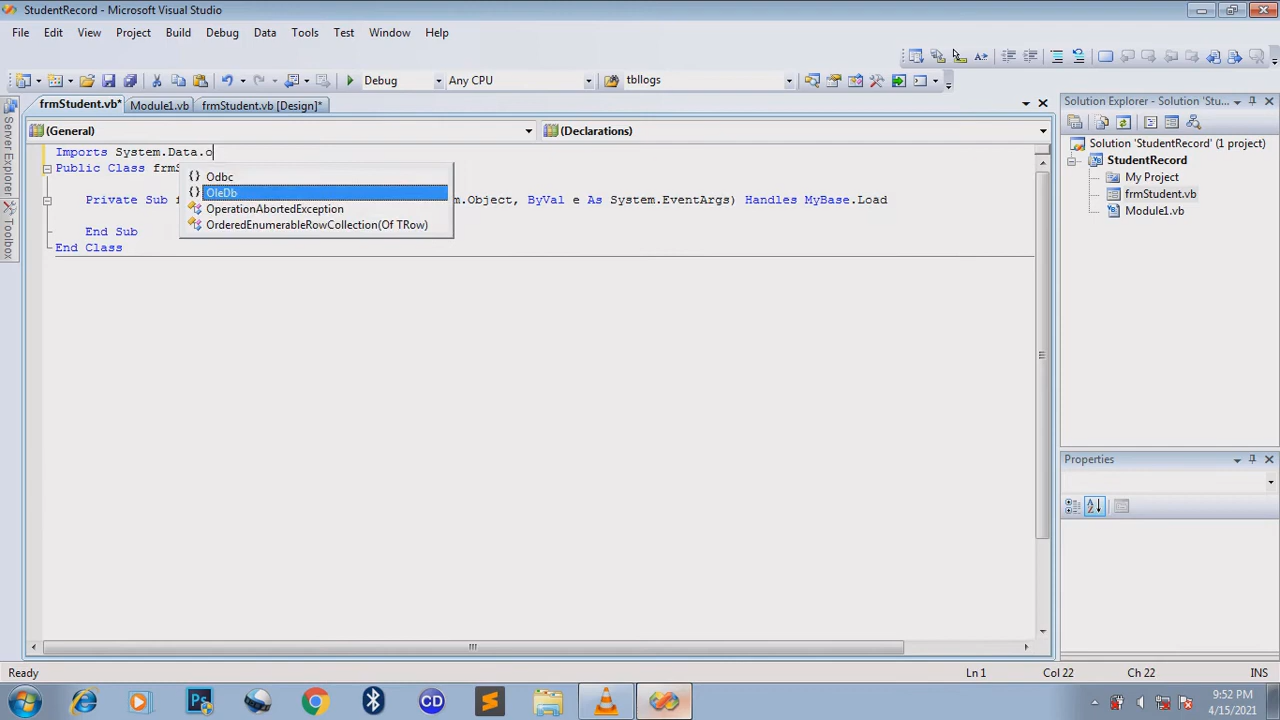 StudentRecord - Microsoft Visual Studio
File Edit View Project Build Debug Data Tools Test Window Help
Debug Any CPU tbllogs
frmStudent.vb* Module1.vb frmStudent.vb [Design]*
(General) (Declarations)
Imports System.Data.o
Public Class frmS
Odbc
OleDb
Private Sub f m.Object, ByVal e As System.EventArgs) Handles MyBase.Load
OperationAbortedException
OrderedEnumerableRowCollection(Of TRow)
End Sub
End Class
Server Explorer
Toolbox
Solution Explorer - Solution 'Stu...
Solution 'StudentRecord' (1 project)
StudentRecord
My Project
frmStudent.vb
Module1.vb
Properties
Ready Ln 1 Col 22 Ch 22 INS
CD
9:52 PM
4/15/2021